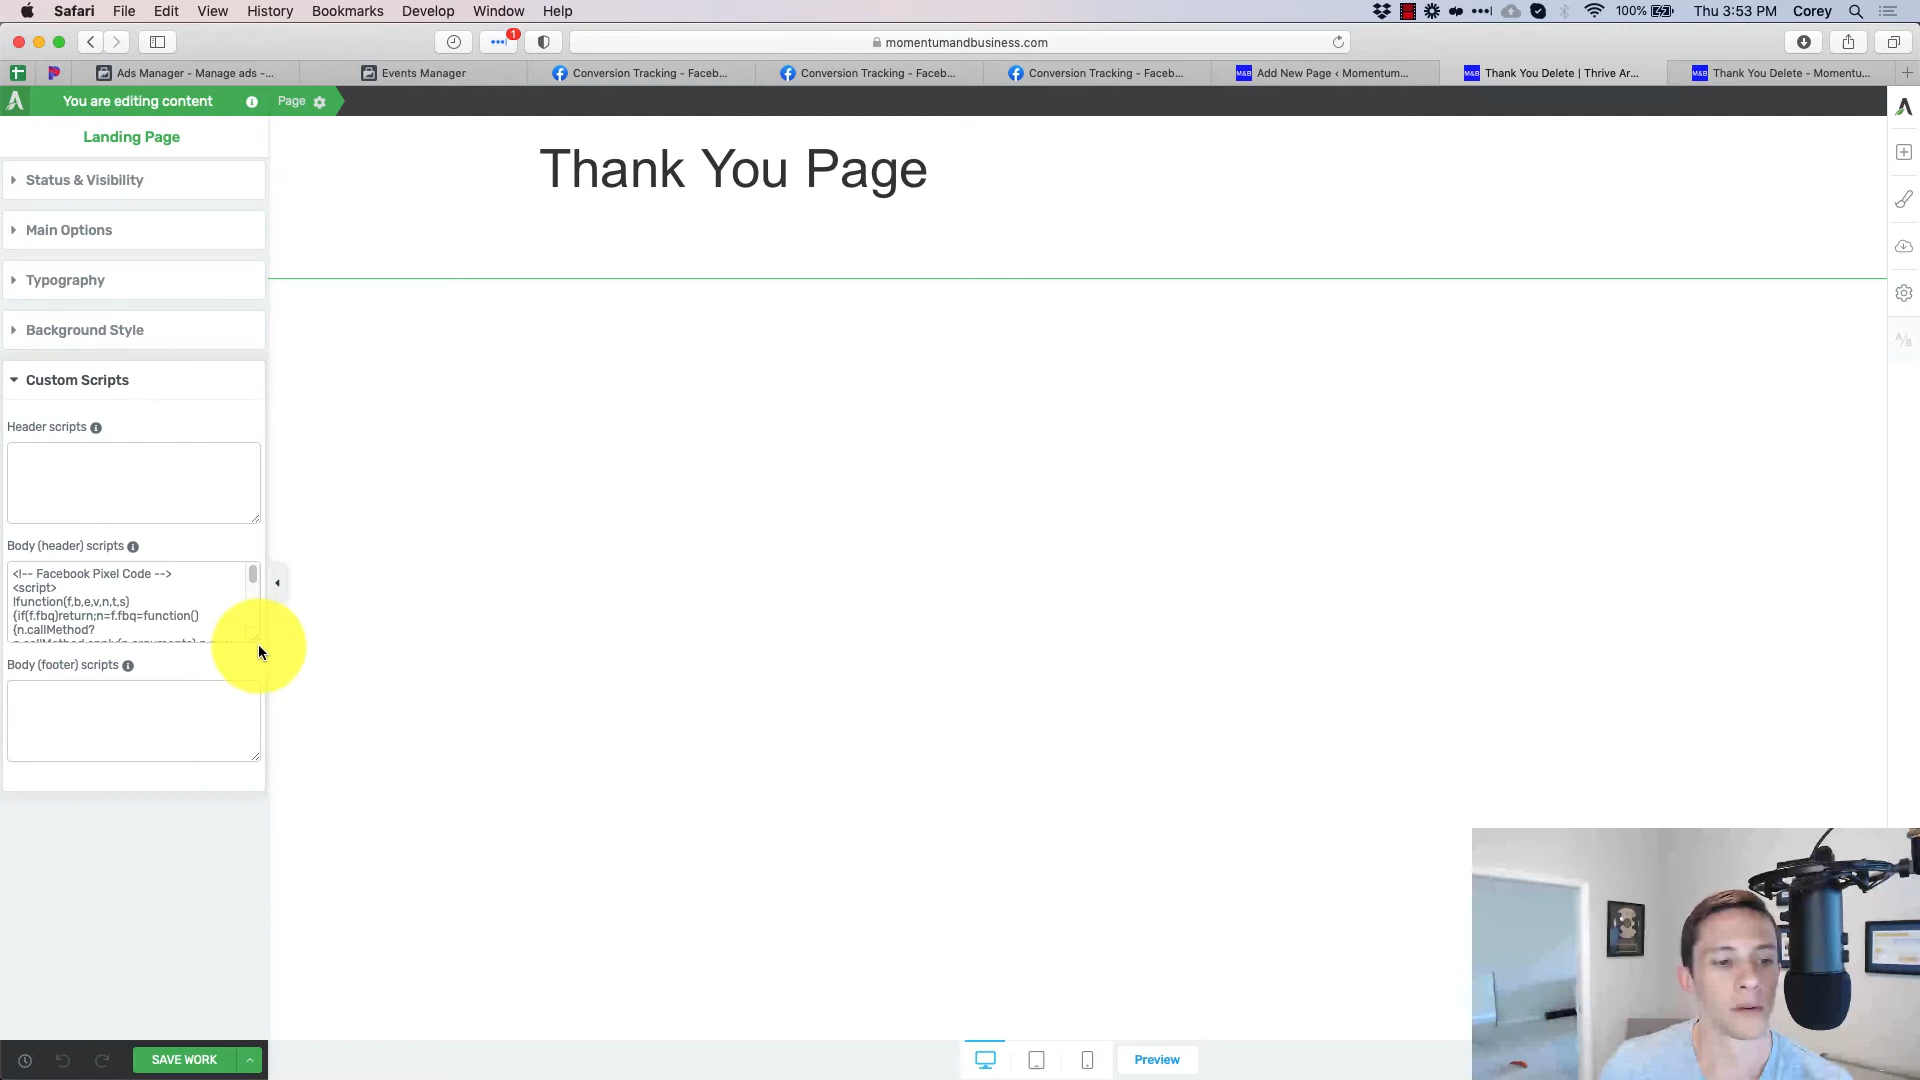 Safari File Edit View History Bookmarks Develop Window Help
100% Thu 3:53 PM Corey
1
momentumandbusiness.com
Ads Manager - Manage ads -...
Events Manager
Conversion Tracking - Faceb...
Conversion Tracking - Faceb...
Conversion Tracking - Faceb...
M&B Add New Page ‹ Momentum...
M&B Thank You Delete | Thrive Ar...
M&B Thank You Delete - Momentu...
You are editing content
Page
Landing Page
Thank You Page
Status & Visibility
Main Options
Typography
Background Style
Custom Scripts
Header scripts
Body (header) scripts
<!-- Facebook Pixel Code -->
<script>
!function(f,b,e,v,n,t,s)
{if(f.fbq)return;n=f.fbq=function()
{n.callMethod?
Body (footer) scripts
A/B
SAVE WORK
Preview